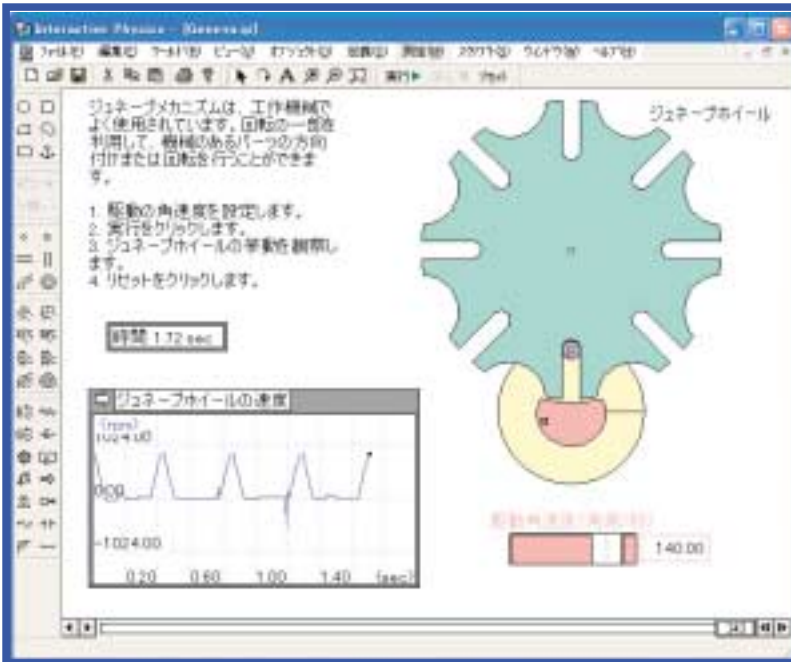 Interactive Physics - [Geneva.ip]
実行
リセット
ジュネーブメカニズムは、工作機械で
よく使用されています。回転の一部を
利用して、機械のあるパーツの方向
付けまたは回転を行うことができま
す。
1. 駆動の角速度を設定します。
2. 実行をクリックします。
3. ジュネーブホイールの挙動を観察し
ます。
4. リセットをクリックします。
ジュネーブホイール
時間 1.72 sec
ジュネーブホイールの速度
1024.00
0.00
-1024.00
0.20 0.60 1.00 1.40 (sec)
140.00